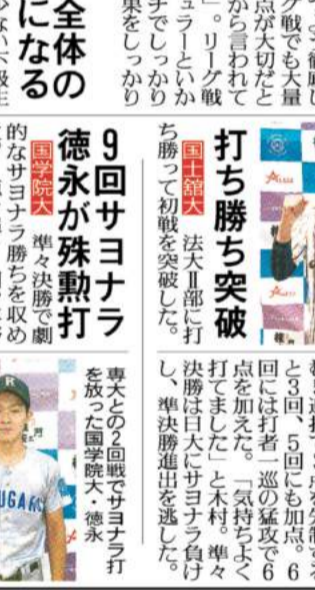 グ戦でも大量
点が大切だと
から言われて
」。リーグ戦
ュラーといか
チでしっかり
果をしっかり
全体の
になる
打ち勝ち突破
国士舘大 法大Ⅱ部に打
ち勝って初戦を突破した。
と3回、5回にも加点。6
回には打者一巡の猛攻で6
点を加えた。「気持ちよく
打てました」と木村。準々
決勝は日大にサヨナラ負け
し、準決勝進出を逃した。
9回サヨナラ
徳永が殊勲打
国学院大 準々決勝で劇
的なサヨナラ勝ちを収め
専大との2回戦でサヨナラ打
を放った国学院大・徳永
R